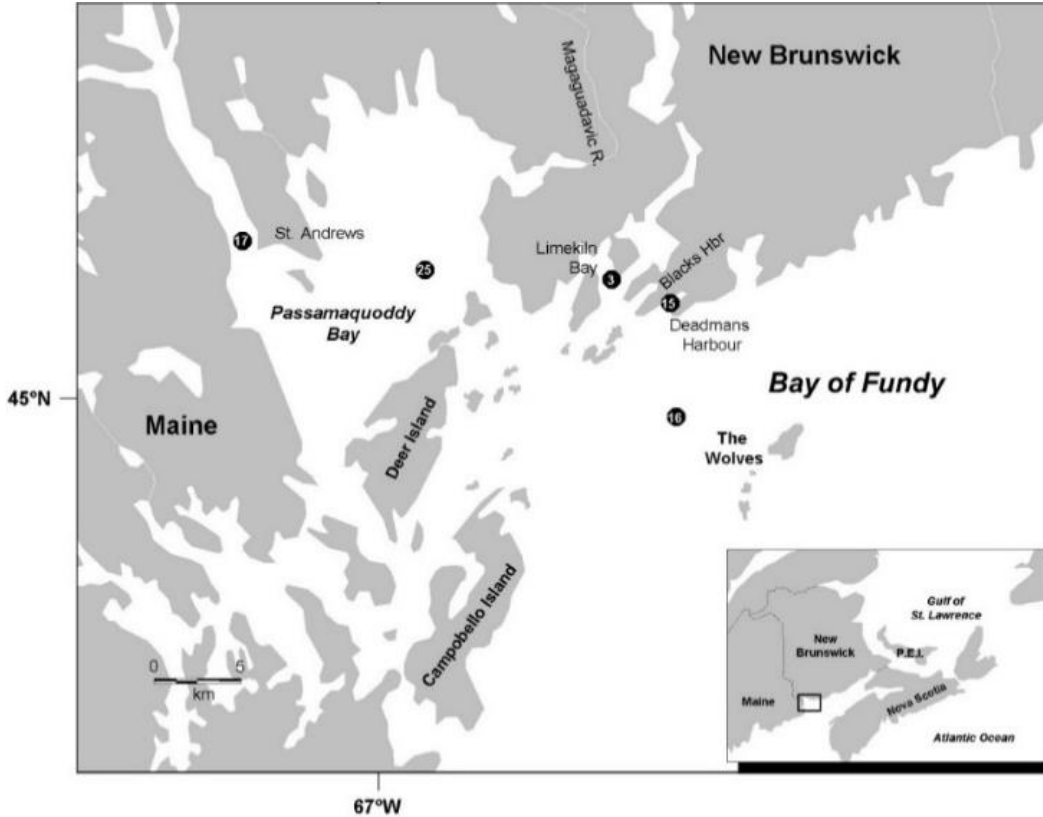 New Brunswick
Magaguadavic R.
17
St. Andrews
25
Limekiln
Bay
3
Blacks Hbr
15
Deadmans
Harbour
Passamaquoddy
Bay
45°N
Maine
Deer Island
Bay of Fundy
16
The
Wolves
Campobello Island
0 5
km
67°W
Gulf of
St. Lawrence
New
Brunswick
P.E.I.
Maine
Nova Scotia
Atlantic Ocean